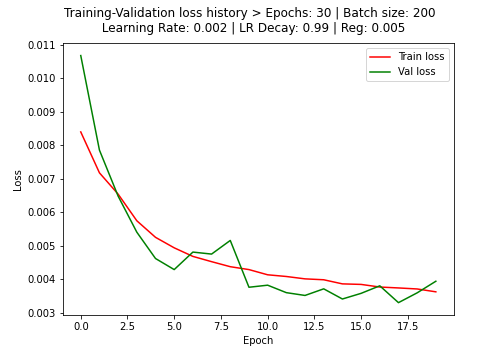 Training-Validation loss history > Epochs: 30 | Batch size: 200
Learning Rate: 0.002 | LR Decay: 0.99 | Reg: 0.005
Train loss
Val loss
0.011
0.010
0.009
0.008
0.007
0.006
0.005
0.004
0.003
Loss
0.0 2.5 5.0 7.5 10.0 12.5 15.0 17.5
Epoch